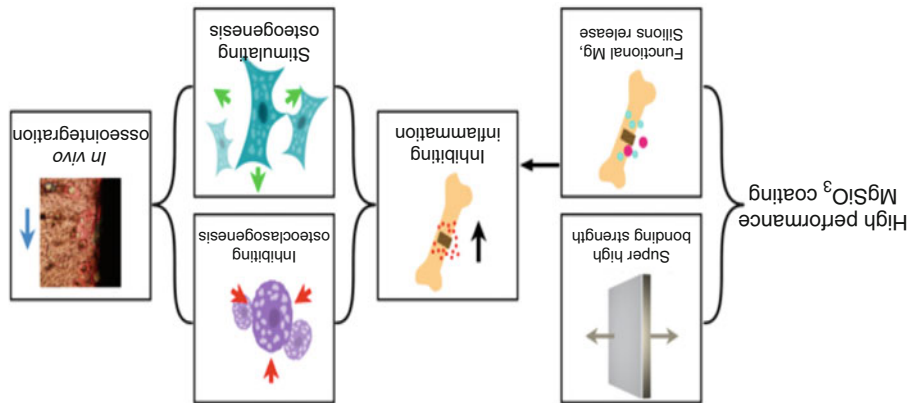 High performance
MgSiO₃ coating
Super high
bonding strength
Functional Mg,
Silions release
Inhibiting
inflammation
Inhibiting
osteoclasogenesis
Stimulating
osteogenesis
In vivo
osseointegration